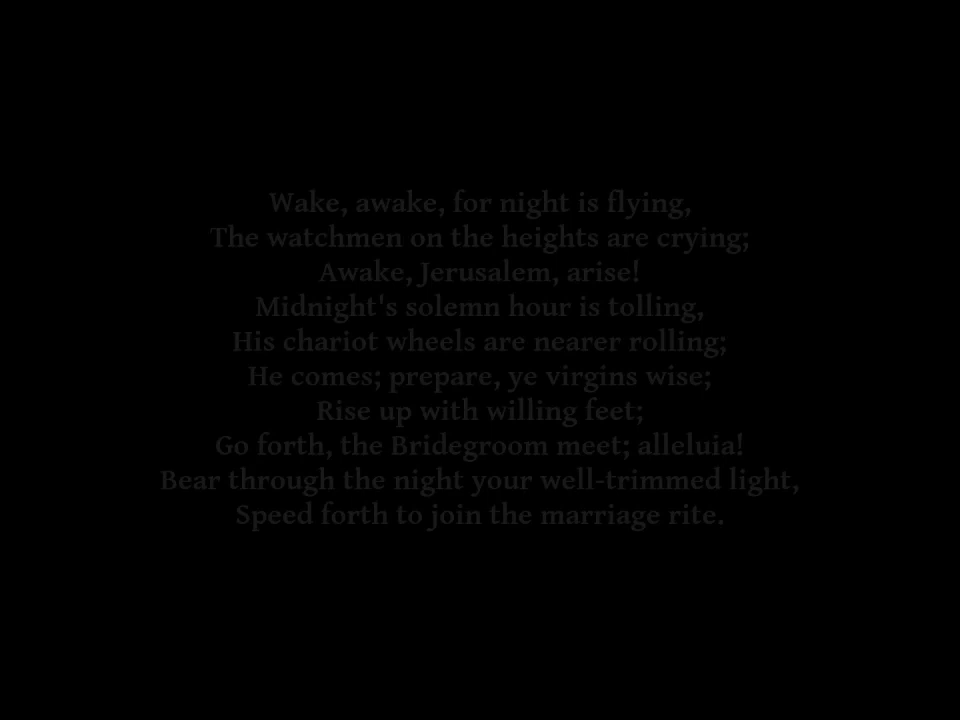 Wake, awake, for night is flying,
The watchmen on the heights are crying;
Awake, Jerusalem, arise!
Midnight's solemn hour is tolling,
His chariot wheels are nearer rolling;
He comes; prepare, ye virgins wise;
Rise up with willing feet;
Go forth, the Bridegroom meet; alleluia!
Bear through the night your well-trimmed light,
Speed forth to join the marriage rite.